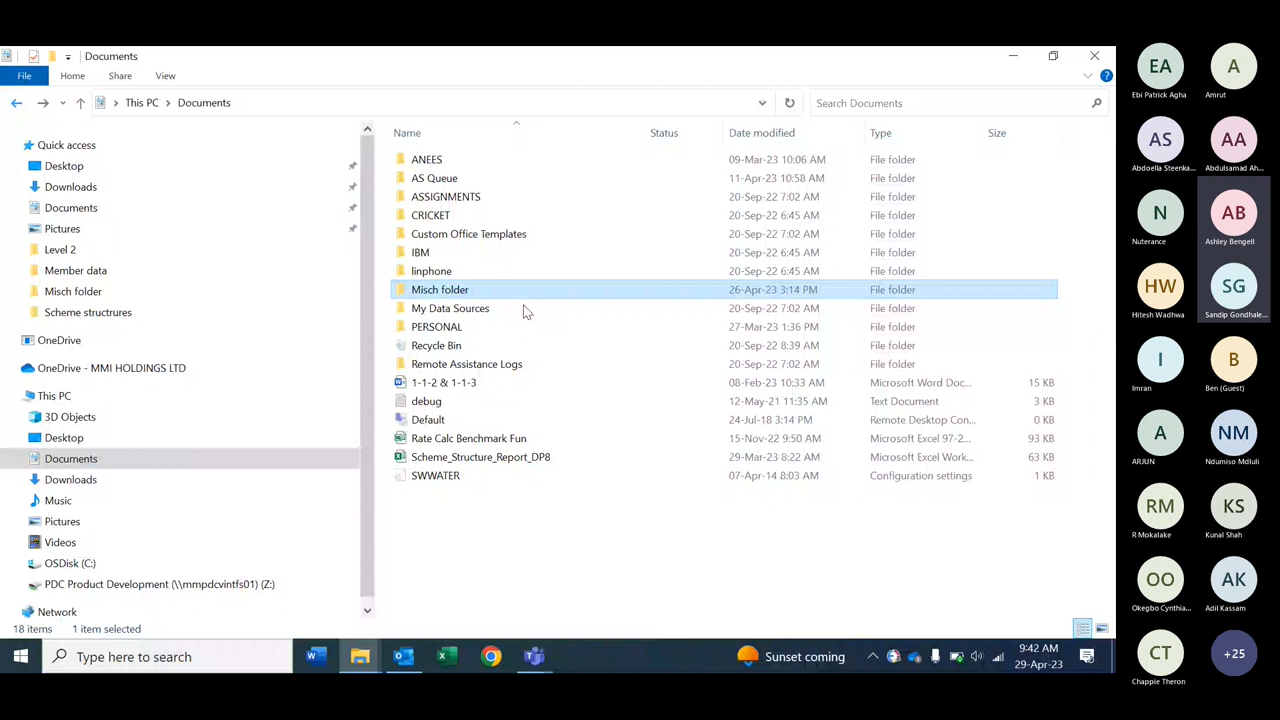 Documents
File Home Share View
This PC Documents
Search Documents
Quick access
Desktop
Downloads
Documents
Pictures
Level 2
Member data
Misch folder
Scheme structrures
OneDrive
OneDrive - MMI HOLDINGS LTD
This PC
3D Objects
Desktop
Documents
Downloads
Music
Pictures
Videos
OSDisk (C:)
PDC Product Development (\\mmpdcvintfs01) (Z:)
Network
Name Status Date modified Type Size
ANEES 09-Mar-23 10:06 AM File folder
AS Queue 11-Apr-23 10:58 AM File folder
ASSIGNMENTS 20-Sep-22 7:02 AM File folder
CRICKET 20-Sep-22 6:45 AM File folder
Custom Office Templates 20-Sep-22 7:02 AM File folder
IBM 20-Sep-22 6:45 AM File folder
linphone 20-Sep-22 6:45 AM File folder
Misch folder 26-Apr-23 3:14 PM File folder
My Data Sources 20-Sep-22 7:02 AM File folder
PERSONAL 27-Mar-23 1:36 PM File folder
Recycle Bin 20-Sep-22 8:39 AM File folder
Remote Assistance Logs 20-Sep-22 7:02 AM File folder
1-1-2 & 1-1-3 08-Feb-23 10:33 AM Microsoft Word Doc... 15 KB
debug 12-May-21 11:35 AM Text Document 3 KB
Default 24-Jul-18 3:14 PM Remote Desktop Con... 0 KB
Rate Calc Benchmark Fun 15-Nov-22 9:50 AM Microsoft Excel 97-2... 93 KB
Scheme_Structure_Report_DP8 29-Mar-23 8:22 AM Microsoft Excel Work... 63 KB
SWWATER 07-Apr-14 8:03 AM Configuration settings 1 KB
18 items 1 item selected
Type here to search
Sunset coming
9:42 AM
29-Apr-23
EA A
Ebi Patrick Agha Amrut
AS AA
Abdoella Steenka... Abdulsamad Ah...
N AB
Nuterance Ashley Bengell
HW SG
Hitesh Wadhwa Sandip Gondhale...
I B
Imran Ben (Guest)
A NM
ARJUN Ndumiso Mdluli
RM KS
R Mokalake Kunal Shah
OO AK
Okegbo Cynthia... Adil Kassam
CT +25
Chappie Theron